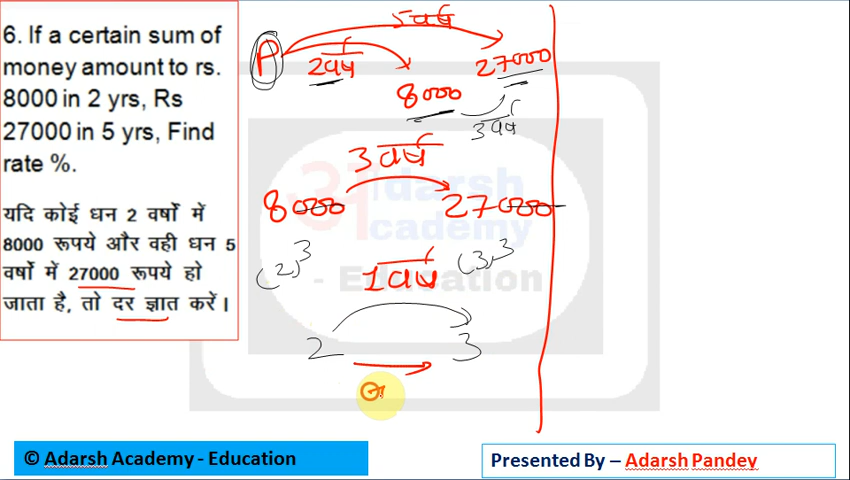 6. If a certain sum of
money amount to rs.
8000 in 2 yrs, Rs
27000 in 5 yrs, Find
rate %.
यदि कोई धन 2 वर्षो में
8000 रूपये और वही धन 5
वर्षो में 27000 रूपये हो
जाता है, तो दर ज्ञात करें।
5 वर्ष
P 2 वर्ष 27000
8000
3 वर्ष
3 वर्ष
8000 27000
(2)³ (3)³
1 वर्ष
2 3
adarsh
Academy
- Education
© Adarsh Academy - Education
Presented By – Adarsh Pandey